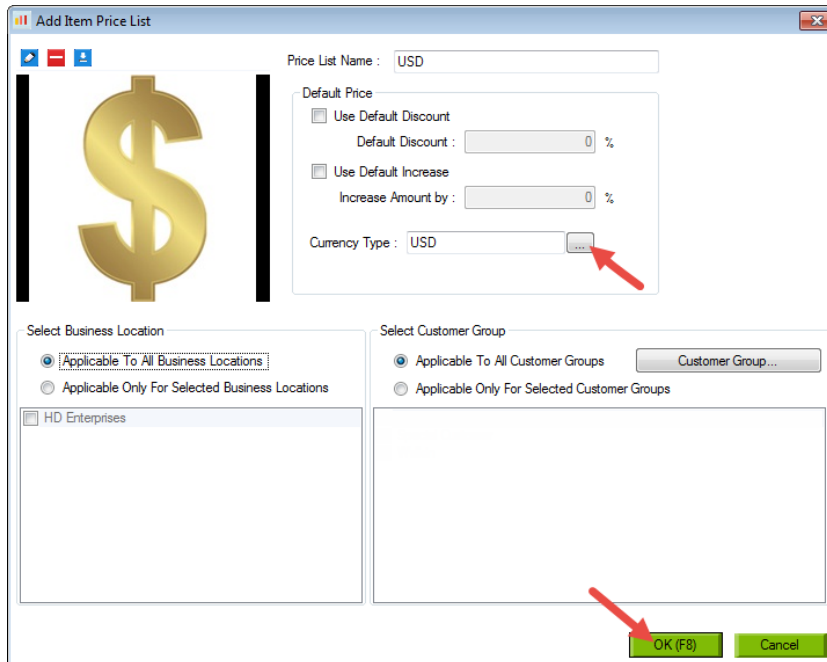 Add Item Price List
Price List Name : USD
Default Price
Use Default Discount
Default Discount : 0 %
Use Default Increase
Increase Amount by : 0 %
Currency Type : USD ...
Select Business Location
Applicable To All Business Locations
Applicable Only For Selected Business Locations
HD Enterprises
Select Customer Group
Applicable To All Customer Groups Customer Group...
Applicable Only For Selected Customer Groups
OK (F8) Cancel